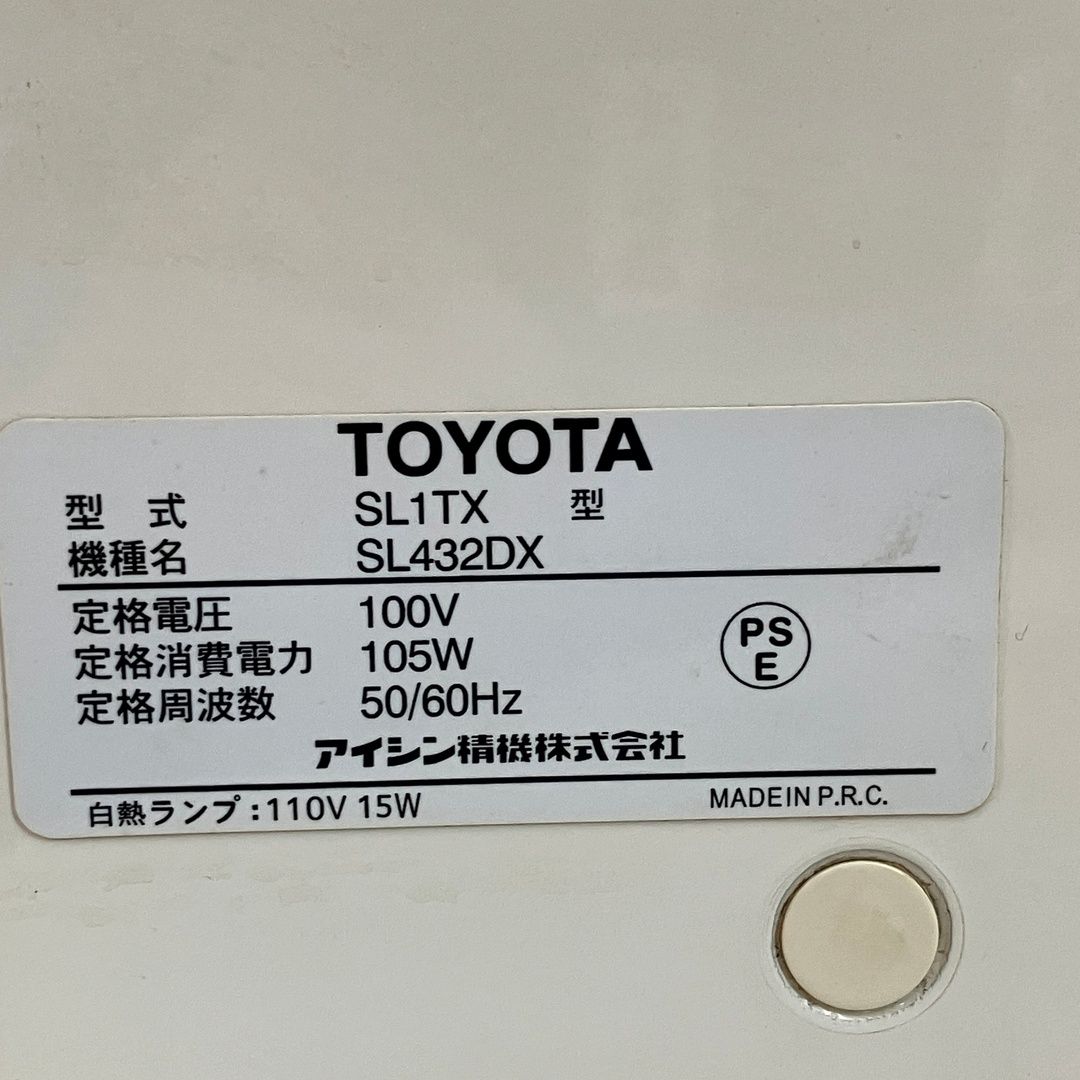 TOYOTA
型 式 SL1TX 型
機種名 SL432DX
定格電圧 100V
定格消費電力 105W
定格周波数 50/60Hz
PS
E
アイシン精機株式会社
白熱ランプ:110V 15W MADE IN P.R.C.